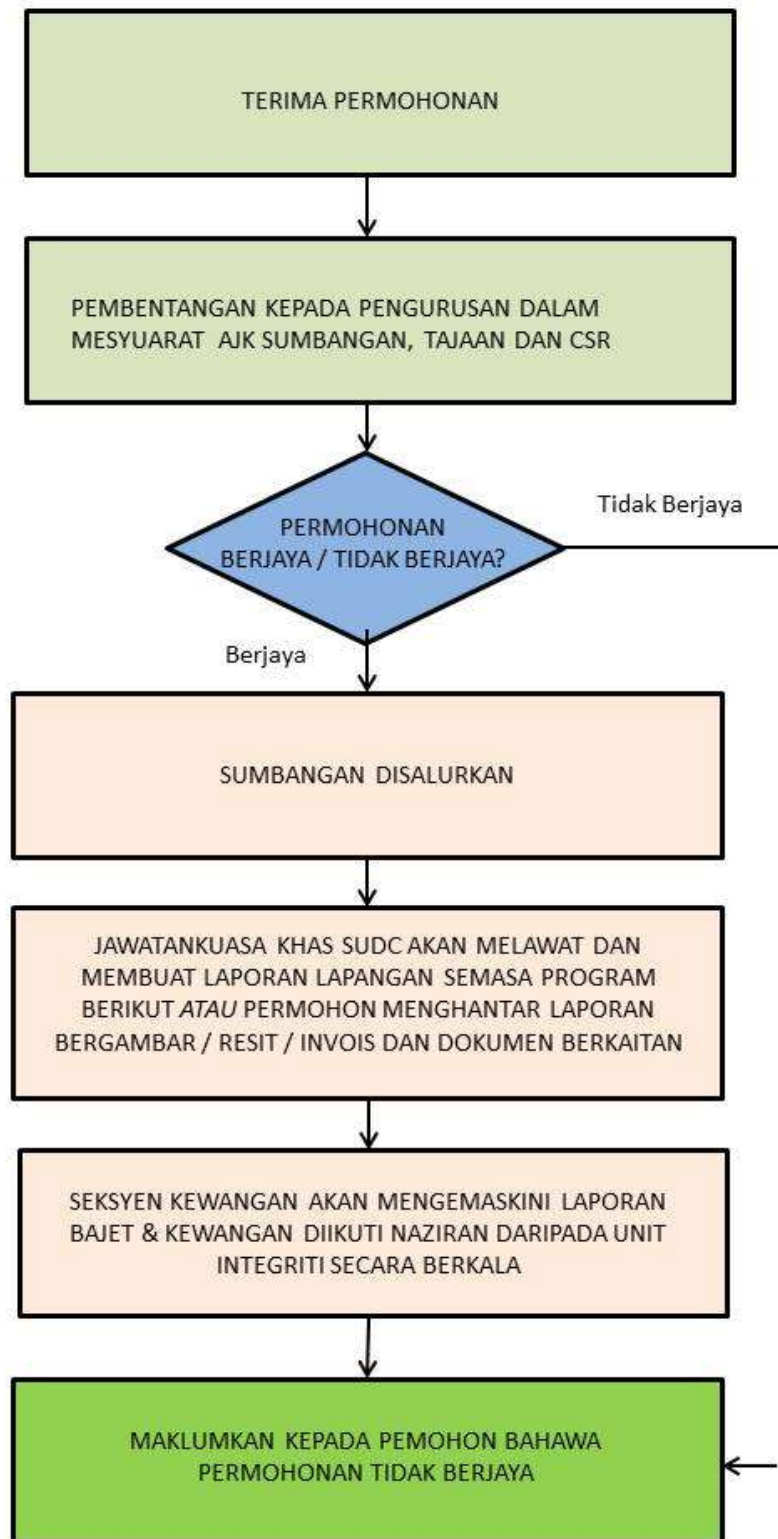 TERIMA PERMOHONAN
PEMBENTANGAN KEPADA PENGURUSAN DALAM
MESYUARAT AJK SUMBANGAN, TAJAAN DAN CSR
PERMOHONAN
BERJAYA / TIDAK BERJAYA?
Tidak Berjaya
Berjaya
SUMBANGAN DISALURKAN
JAWATANKUASA KHAS SUDC AKAN MELAWAT DAN
MEMBUAT LAPORAN LAPANGAN SEMASA PROGRAM
BERIKUT ATAU PERMOHON MENGHANTAR LAPORAN
BERGAMBAR / RESIT / INVOIS DAN DOKUMEN BERKAITAN
SEKSYEN KEWANGAN AKAN MENGEMASKINI LAPORAN
BAJET & KEWANGAN DIIKUTI NAZIRAN DARIPADA UNIT
INTEGRITI SECARA BERKALA
MAKLUMKAN KEPADA PEMOHON BAHAWA
PERMOHONAN TIDAK BERJAYA